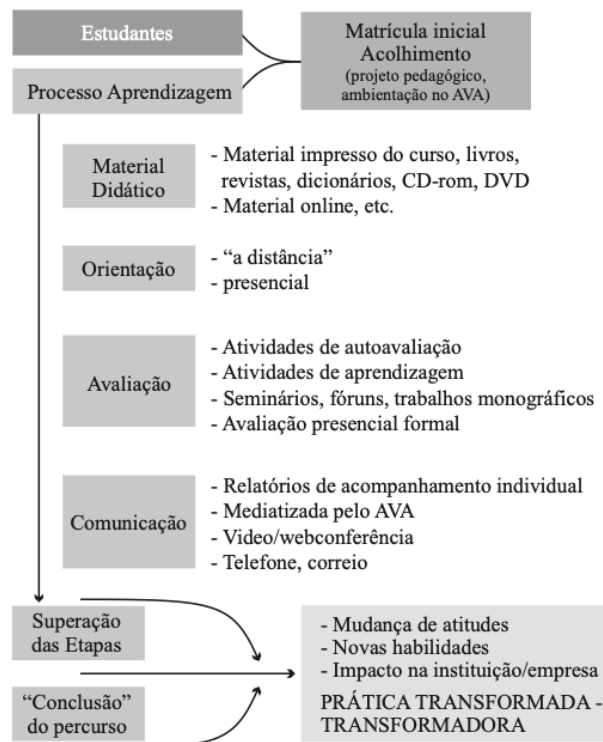 Estudantes
Matrícula inicial
Acolhimento
(projeto pedagógico,
ambientação no AVA)
Processo Aprendizagem
Material
Didático
- Material impresso do curso, livros,
revistas, dicionários, CD-rom, DVD
- Material online, etc.
Orientação
- “a distância”
- presencial
Avaliação
- Atividades de autoavaliação
- Atividades de aprendizagem
- Seminários, fóruns, trabalhos monográficos
- Avaliação presencial formal
Comunicação
- Relatórios de acompanhamento individual
- Mediatizada pelo AVA
- Video/webconferência
- Telefone, correio
Superação
das Etapas
- Mudança de atitudes
- Novas habilidades
- Impacto na instituição/empresa
PRÁTICA TRANSFORMADA -
TRANSFORMADORA
“Conclusão”
do percurso